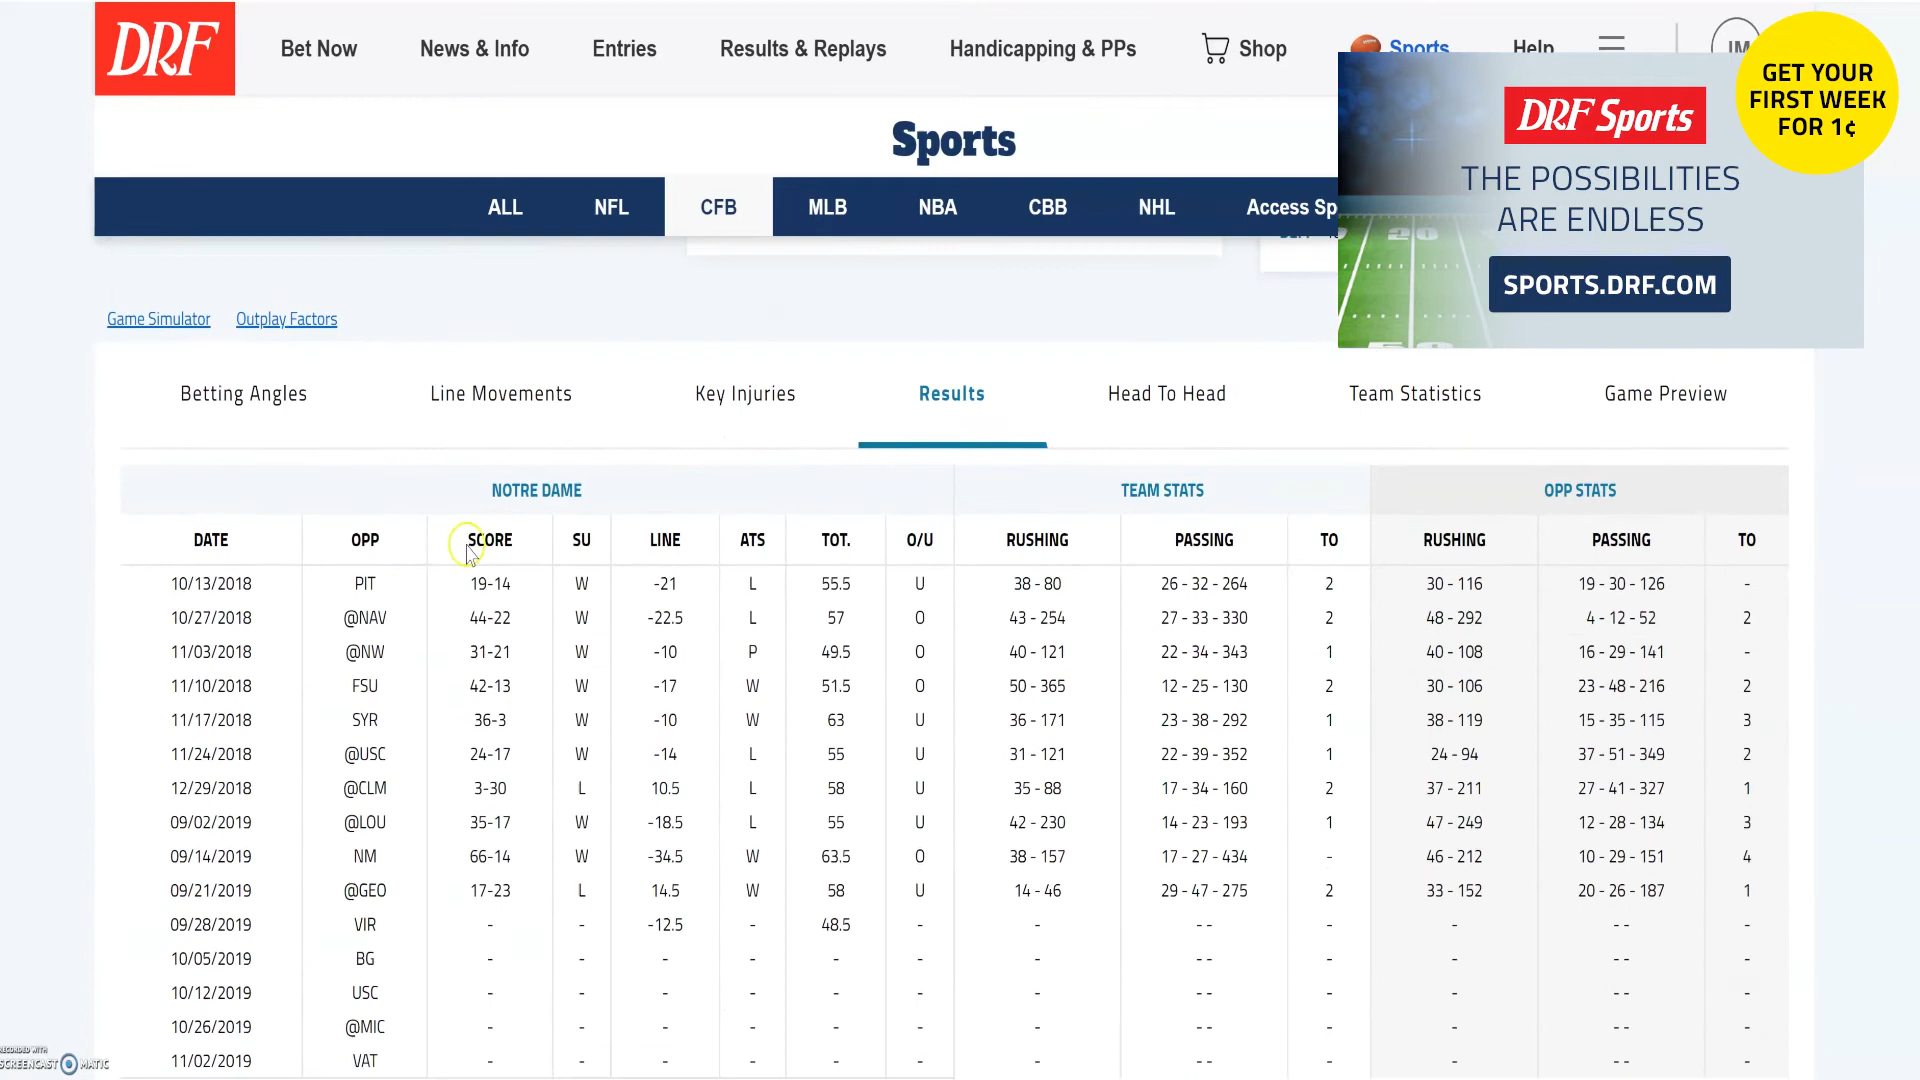 DRF
Bet Now News & Info Entries Results & Replays Handicapping & PPs Shop Sports Help
GET YOUR
FIRST WEEK
FOR 1¢
DRF Sports
THE POSSIBILITIES
ARE ENDLESS
SPORTS.DRF.COM
Sports
ALL NFL CFB MLB NBA CBB NHL Access Sp
Game Simulator Outplay Factors
Betting Angles Line Movements Key Injuries Results Head To Head Team Statistics Game Preview
NOTRE DAME TEAM STATS OPP STATS
DATE OPP SCORE SU LINE ATS TOT. O/U RUSHING PASSING TO RUSHING PASSING TO
10/13/2018 PIT 19-14 W -21 L 55.5 U 38 - 80 26 - 32 - 264 2 30 - 116 19 - 30 - 126 -
10/27/2018 @NAV 44-22 W -22.5 L 57 O 43 - 254 27 - 33 - 330 2 48 - 292 4 - 12 - 52 2
11/03/2018 @NW 31-21 W -10 P 49.5 O 40 - 121 22 - 34 - 343 1 40 - 108 16 - 29 - 141 -
11/10/2018 FSU 42-13 W -17 W 51.5 O 50 - 365 12 - 25 - 130 2 30 - 106 23 - 48 - 216 2
11/17/2018 SYR 36-3 W -10 W 63 U 36 - 171 23 - 38 - 292 1 38 - 119 15 - 35 - 115 3
11/24/2018 @USC 24-17 W -14 L 55 U 31 - 121 22 - 39 - 352 1 24 - 94 37 - 51 - 349 2
12/29/2018 @CLM 3-30 L 10.5 L 58 U 35 - 88 17 - 34 - 160 2 37 - 211 27 - 41 - 327 1
09/02/2019 @LOU 35-17 W -18.5 L 55 U 42 - 230 14 - 23 - 193 1 47 - 249 12 - 28 - 134 3
09/14/2019 NM 66-14 W -34.5 W 63.5 O 38 - 157 17 - 27 - 434 - 46 - 212 10 - 29 - 151 4
09/21/2019 @GEO 17-23 L 14.5 W 58 U 14 - 46 29 - 47 - 275 2 33 - 152 20 - 26 - 187 1
09/28/2019 VIR - - -12.5 - 48.5 - - - - - - - - -
10/05/2019 BG - - - - - - - - - - - - - -
10/12/2019 USC - - - - - - - - - - - - - -
10/26/2019 @MIC - - - - - - - - - - - - - -
11/02/2019 VAT - - - - - - - - - - - - - -
RECORDED WITH
SCREENCAST MATIC